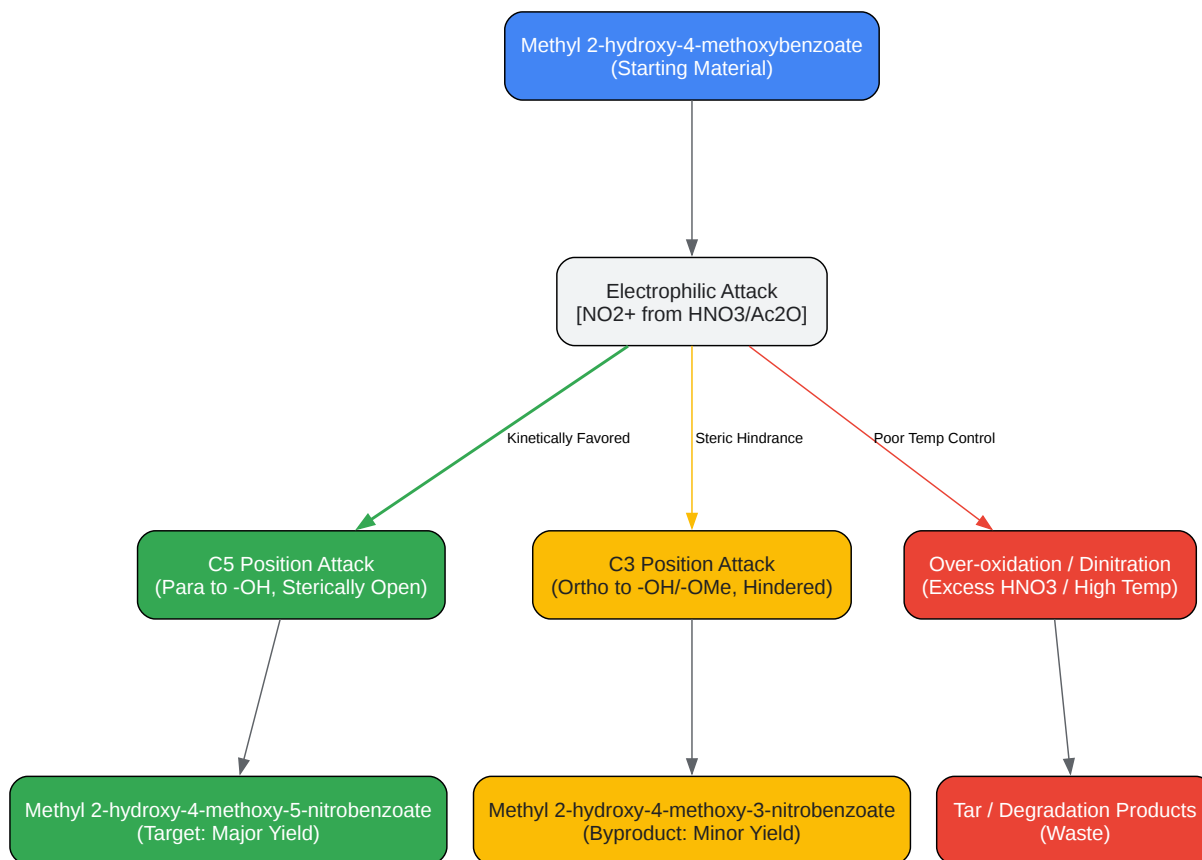 Methyl 2-hydroxy-4-methoxybenzoate
(Starting Material)
Electrophilic Attack
[NO2+ from HNO3/Ac2O]
Kinetically Favored
Steric Hindrance
Poor Temp Control
C5 Position Attack
(Para to -OH, Sterically Open)
C3 Position Attack
(Ortho to -OH/-OMe, Hindered)
Over-oxidation / Dinitration
(Excess HNO3 / High Temp)
Methyl 2-hydroxy-4-methoxy-5-nitrobenzoate
(Target: Major Yield)
Methyl 2-hydroxy-4-methoxy-3-nitrobenzoate
(Byproduct: Minor Yield)
Tar / Degradation Products
(Waste)